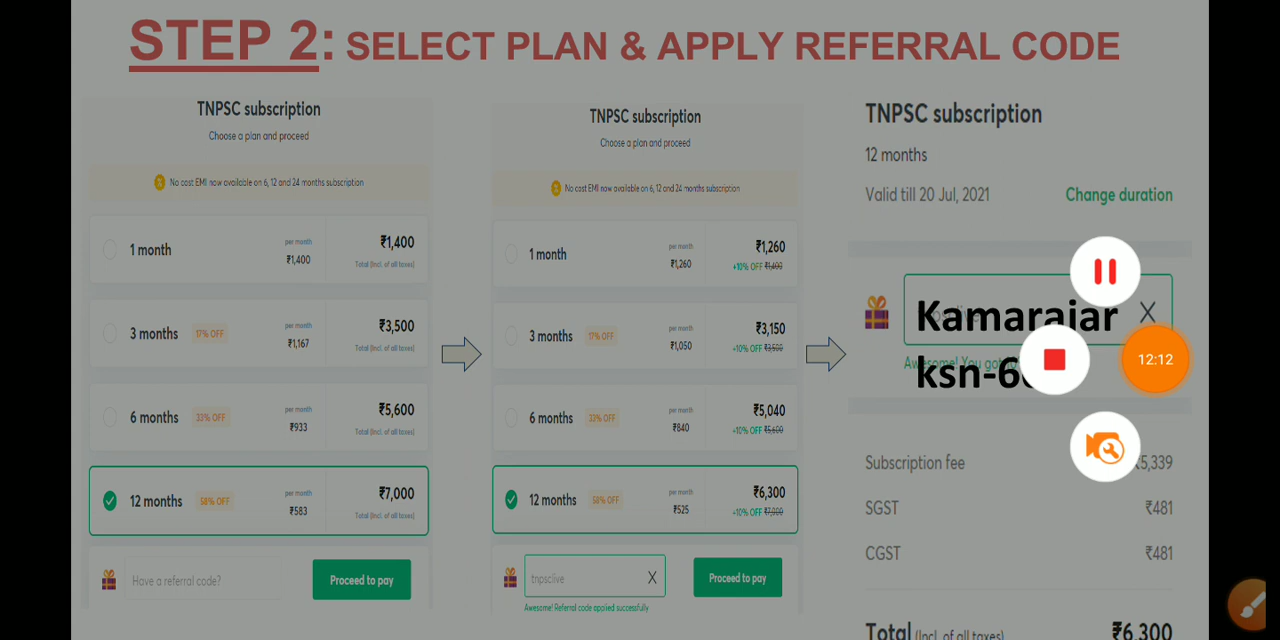 STEP 2: SELECT PLAN & APPLY REFERRAL CODE
TNPSC subscription
Choose a plan and proceed
No cost EMI now available on 6, 12 and 24 months subscription
1 month
per month
₹1,400
₹1,400
Total (Incl. of all taxes)
3 months
17% OFF
per month
₹1,167
₹3,500
Total (Incl. of all taxes)
6 months
33% OFF
per month
₹933
₹5,600
Total (Incl. of all taxes)
12 months
58% OFF
per month
₹583
₹7,000
Total (Incl. of all taxes)
Have a referral code?
Proceed to pay
TNPSC subscription
Choose a plan and proceed
No cost EMI now available on 6, 12 and 24 months subscription
1 month
per month
₹1,260
₹1,260
+10% OFF ₹1,400
3 months
17% OFF
per month
₹1,050
₹3,150
+10% OFF ₹3,500
6 months
33% OFF
per month
₹840
₹5,040
+10% OFF ₹5,600
12 months
58% OFF
per month
₹525
₹6,300
+10% OFF ₹7,000
tnpsclive
X
Proceed to pay
Awesome! Referral code applied successfully
TNPSC subscription
12 months
Valid till 20 Jul, 2021
Change duration
Kamarajar
X
Awesome! You got
ksn-6
12:12
Subscription fee
₹5,339
SGST
₹481
CGST
₹481
Total (Incl. of all taxes)
₹6,300